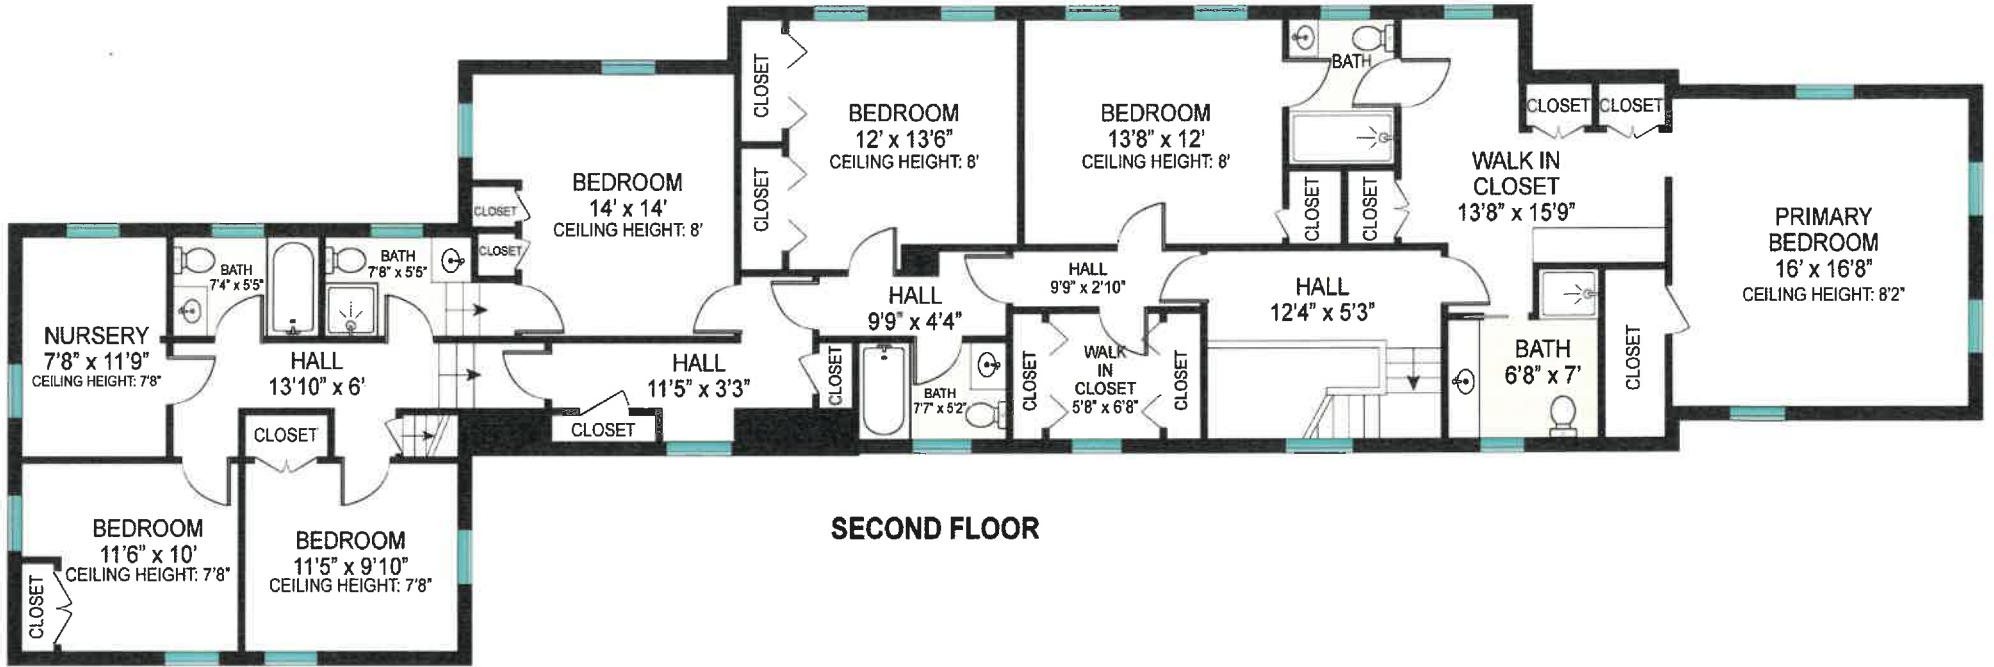 NURSERY
7'8" x 11'9"
CEILING HEIGHT: 7'8"
BATH
7'4" x 5'5"
BATH
7'8" x 5'5"
HALL
13'10" x 6'
CLOSET
BEDROOM
11'6" x 10'
CEILING HEIGHT: 7'8"
CLOSET
BEDROOM
11'5" x 9'10"
CEILING HEIGHT: 7'8"
CLOSET
CLOSET
BEDROOM
14' x 14'
CEILING HEIGHT: 8'
HALL
11'5" x 3'3"
CLOSET
CLOSET
CLOSET
CLOSET
BEDROOM
12' x 13'6"
CEILING HEIGHT: 8'
HALL
9'9" x 4'4"
BATH
7'7" x 5'2"
BEDROOM
13'8" x 12'
CEILING HEIGHT: 8'
HALL
9'9" x 2'10"
CLOSET
WALK
IN
CLOSET
5'8" x 6'8"
CLOSET
BATH
CLOSET
CLOSET
HALL
12'4" x 5'3"
CLOSET
CLOSET
WALK IN
CLOSET
13'8" x 15'9"
BATH
6'8" x 7'
CLOSET
PRIMARY
BEDROOM
16' x 16'8"
CEILING HEIGHT: 8'2"
SECOND FLOOR